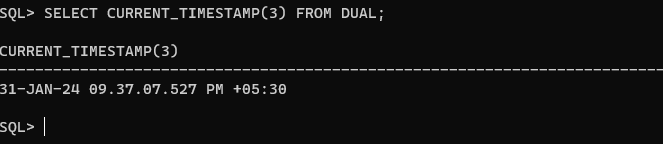 SQL> SELECT CURRENT_TIMESTAMP(3) FROM DUAL;
CURRENT_TIMESTAMP(3)
---------------------------------------------------------------------------
31-JAN-24 09.37.07.527 PM +05:30
SQL>